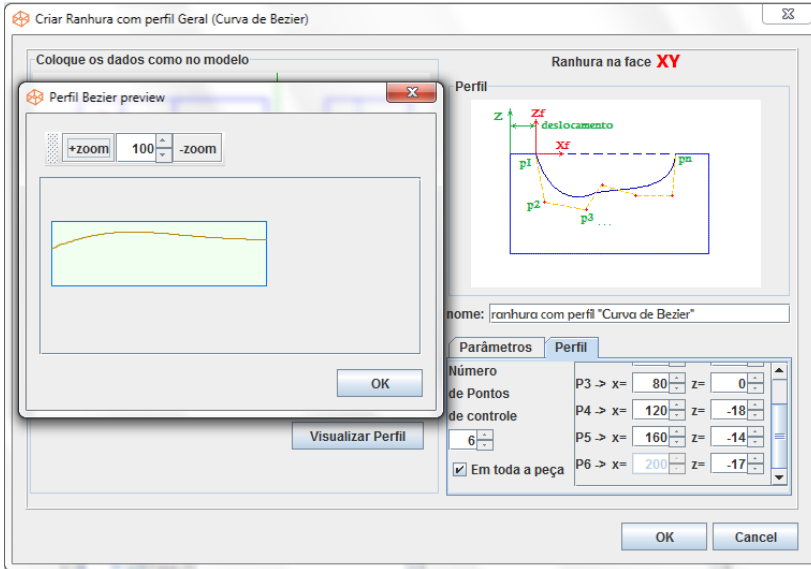 Criar Ranhura com perfil Geral (Curva de Bezier)
Coloque os dados como no modelo
Ranhura na face XY
Perfil Bezier preview
Perfil
+zoom 100 -zoom
Z Zf
deslocamento
Xf
p1 pn
p2
p3
...
nome: ranhura com perfil "Curva de Bezier"
Parâmetros Perfil
OK
Número
de Pontos
de controle
6
Em toda a peça
P3 -> x= 80 z= 0
P4 -> x= 120 z= -18
P5 -> x= 160 z= -14
P6 -> x= 200 z= -17
Visualizar Perfil
OK Cancel